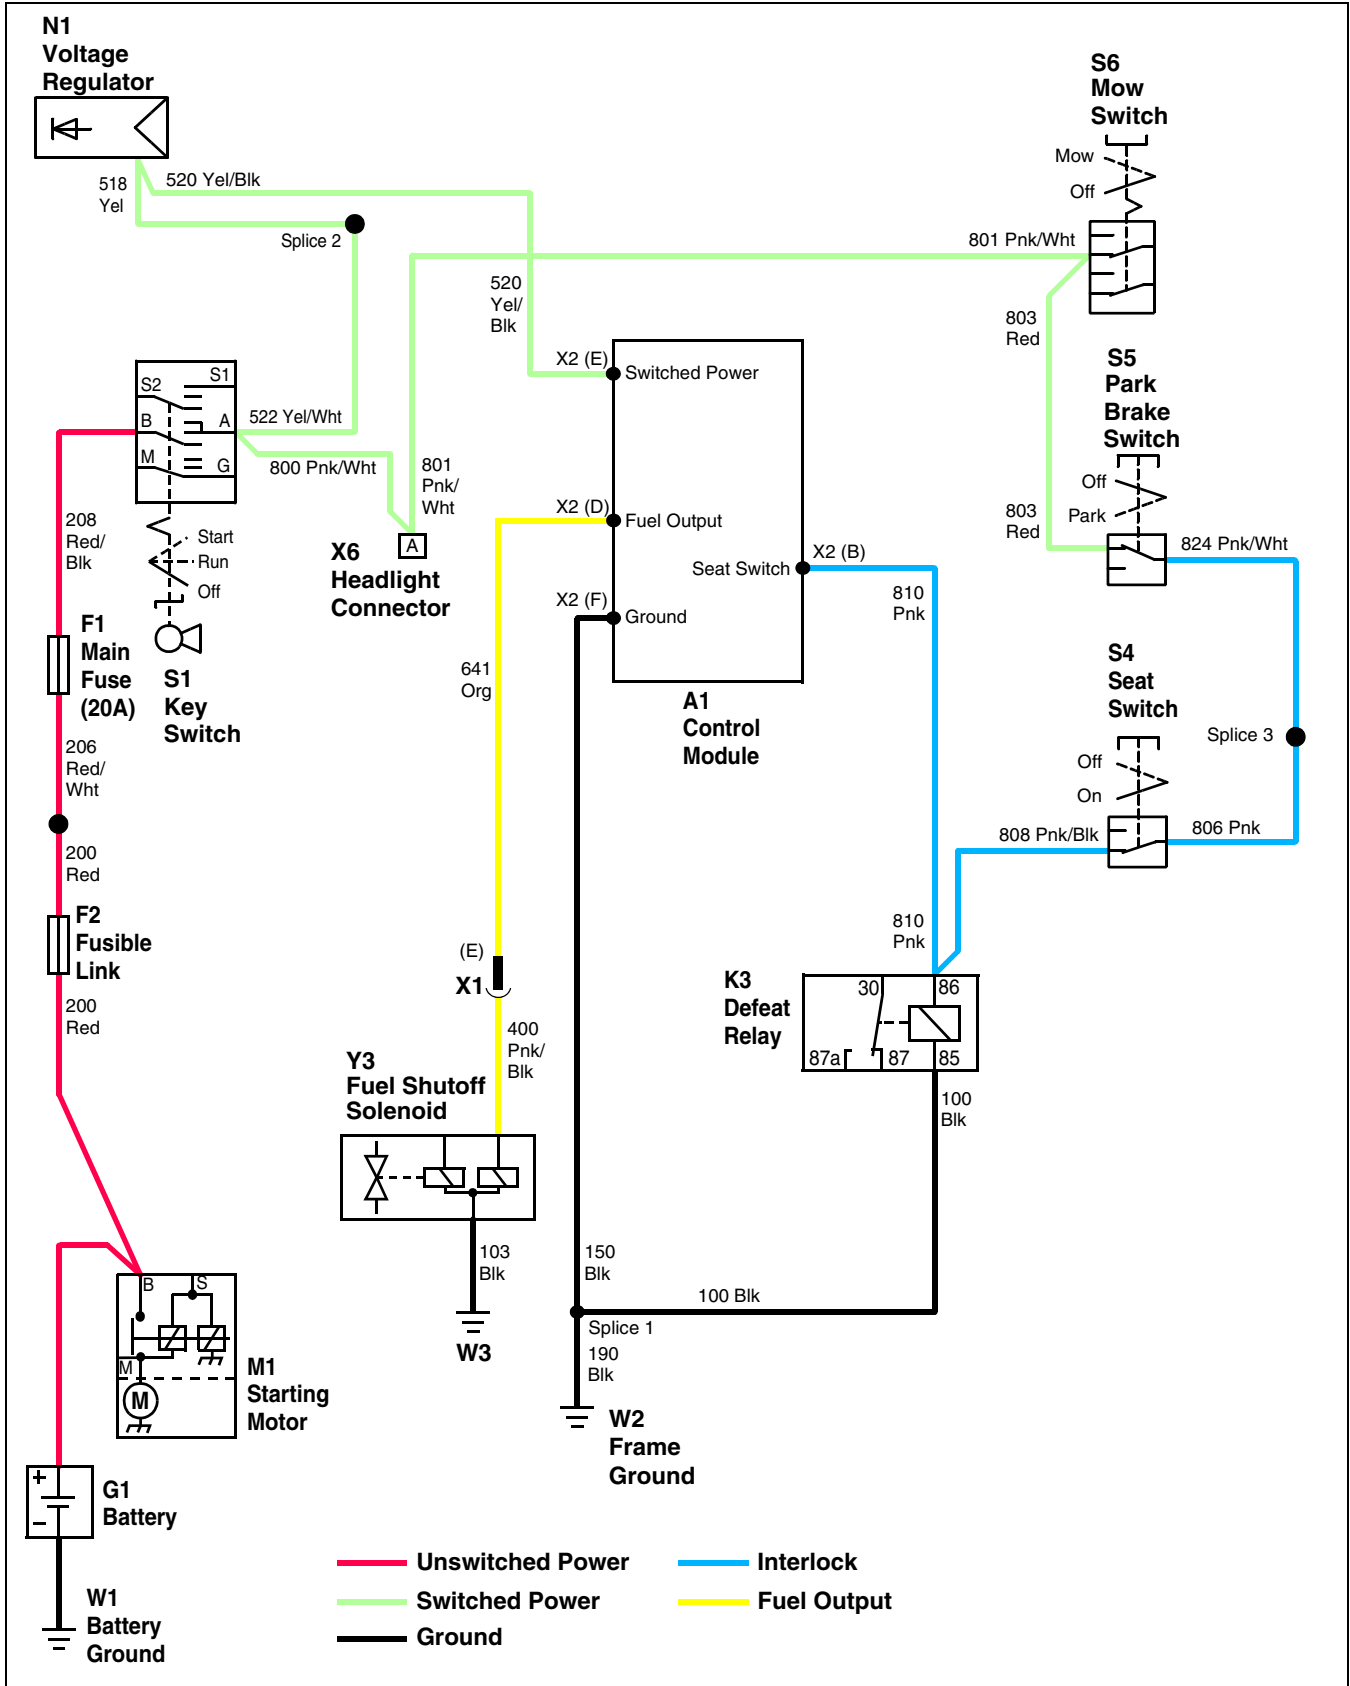 N1
Voltage
Regulator
518
Yel
520 Yel/Blk
Splice 2
520
Yel/
Blk
S6
Mow
Switch
Mow
Off
801 Pnk/Wht
803
Red
S5
Park
Brake
Switch
Off
Park
803
Red
824 Pnk/Wht
S2
S1
B
A
M
G
522 Yel/Wht
800 Pnk/Wht
801
Pnk/
Wht
A
X6
Headlight
Connector
208
Red/
Blk
Start
Run
Off
F1
Main
Fuse
(20A)
S1
Key
Switch
206
Red/
Wht
200
Red
F2
Fusible
Link
200
Red
X2 (E)
Switched Power
X2 (D)
Fuel Output
Seat Switch
X2 (B)
X2 (F)
Ground
A1
Control
Module
641
Org
810
Pnk
S4
Seat
Switch
Off
On
Splice 3
808 Pnk/Blk
806 Pnk
810
Pnk
(E)
X1
400
Pnk/
Blk
K3
Defeat
Relay
30
86
87a
87
85
100
Blk
Y3
Fuel Shutoff
Solenoid
103
Blk
W3
150
Blk
100 Blk
Splice 1
190
Blk
W2
Frame
Ground
B
S
M
M
M1
Starting
Motor
+
−
G1
Battery
W1
Battery
Ground
Unswitched Power
Switched Power
Ground
Interlock
Fuel Output